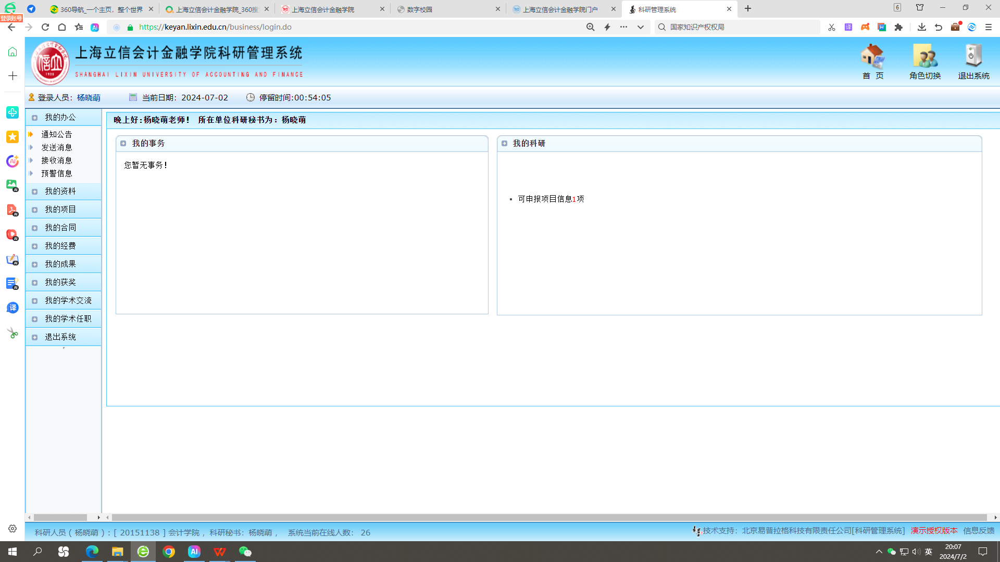 360导航_一个主页，整个世界
上海立信会计金融学院_360搜
上海立信会计金融学院
数字校园
上海立信会计金融学院门户
科研管理系统
6
登录账号
https://keyan.lixin.edu.cn/business/login.do
国家知识产权权局
上海立信会计金融学院科研管理系统
SHANGHAI LIXIN UNIVERSITY OF ACCOUNTING AND FINANCE
首 页
角色切换
退出系统
登录人员：杨晓萌
当前日期：2024-07-02
停留时间:00:54:05
我的办公
通知公告
发送消息
接收消息
预警信息
我的资料
我的项目
我的合同
我的经费
我的成果
我的获奖
我的学术交流
我的学术任职
退出系统
晚上好:杨晓萌老师! 所在单位科研秘书为：杨晓萌
我的事务
您暂无事务!
我的科研
可申报项目信息1项
科研人员 ( 杨晓萌 ) : [ 20151138 ] 会计学院 ，科研秘书：杨晓萌 ， 系统当前在线人数： 26
技术支持：北京易普拉格科技有限责任公司[科研管理系统] 演示授权版本 信息反馈
英
20:07
2024/7/2